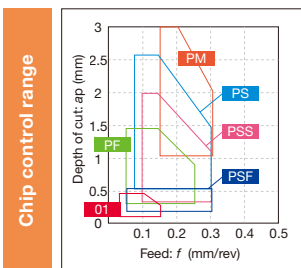 Chip control range
Depth of cut: ap (mm)
3
2.5
2
1.5
1
0.5
0
PM
PS
PSS
PF
PSF
01
0.1 0.2 0.3 0.4 0.5
Feed: f (mm/rev)